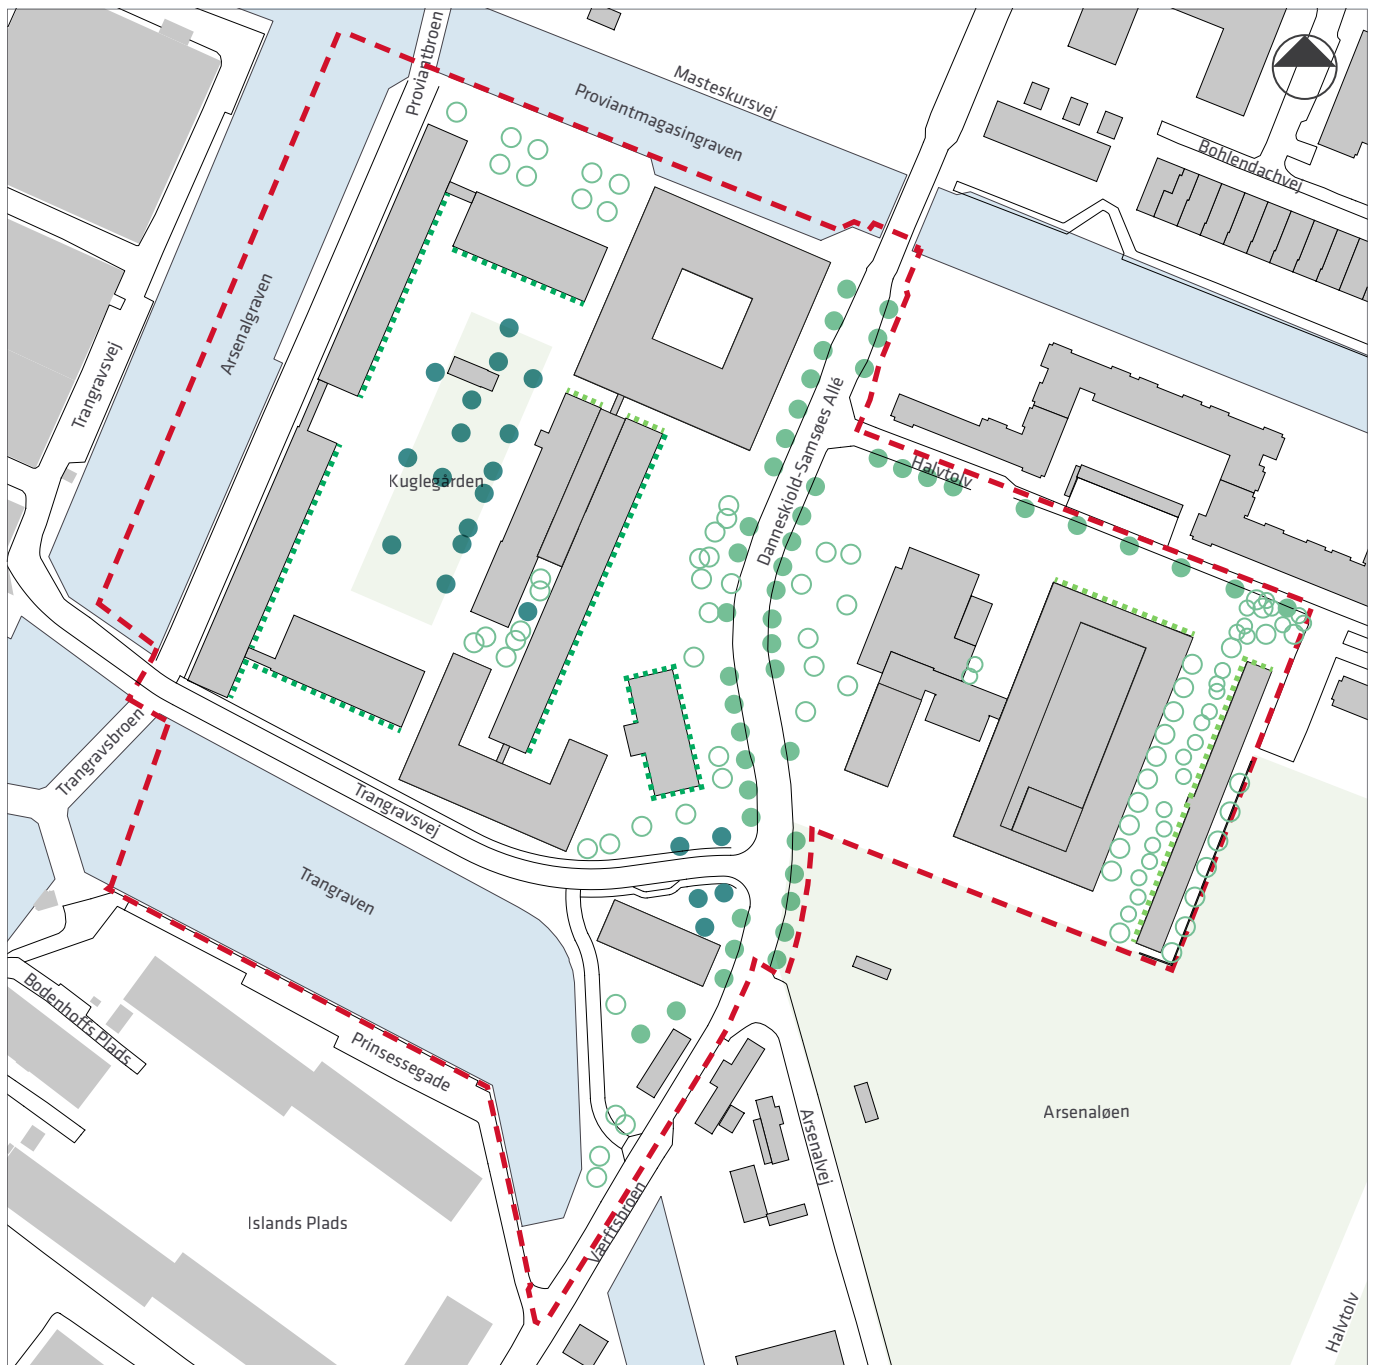 Proviantbroen
Masteskursvej
Proviantmagasingraven
Bohlendachvej
Arsenalgraven
Trangravsvej
Danneskiold-Samsøes Allé
Halvtolv
Kuglegården
Trangravsbroen
Trangravsvej
Trangraven
Bodenhoffs Plads
Prinsessegade
Arsenaløen
Arsenalvej
Islands Plads
Værftsbroen
Halvtolv